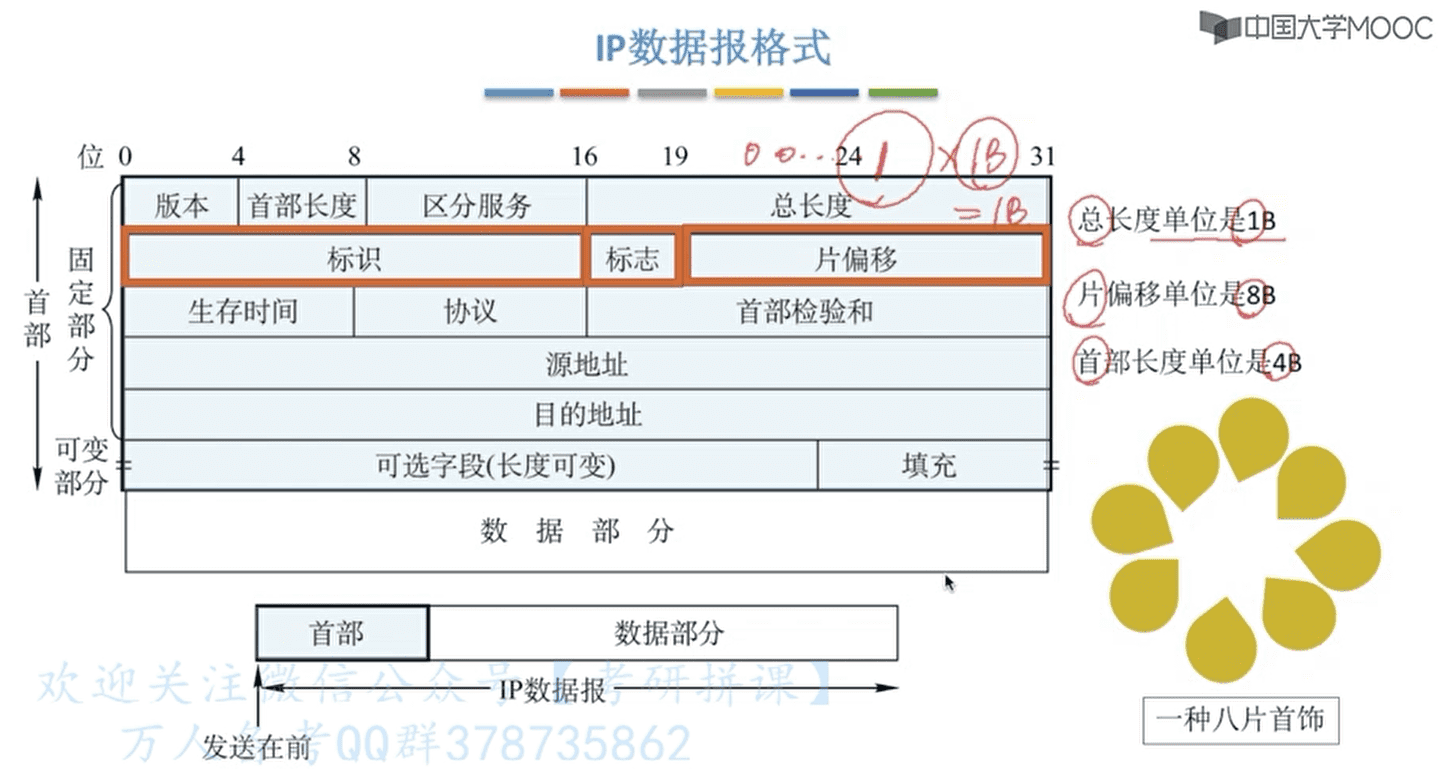 中国大学MOOC
IP数据报格式
0 0... 1 × 1B
= 1B
位 0 4 8 16 19 24 31
版本 首部长度 区分服务 总长度
标识 标志 片偏移
生存时间 协议 首部检验和
源地址
目的地址
可选字段(长度可变) 填充
数据部分
首部
固定部分
可变部分
总长度单位是1B
片偏移单位是8B
首部长度单位是4B
一种八片首饰
首部 数据部分
IP数据报
发送在前
欢迎关注微信公众号【考研拼课】
万人备考QQ群378735862